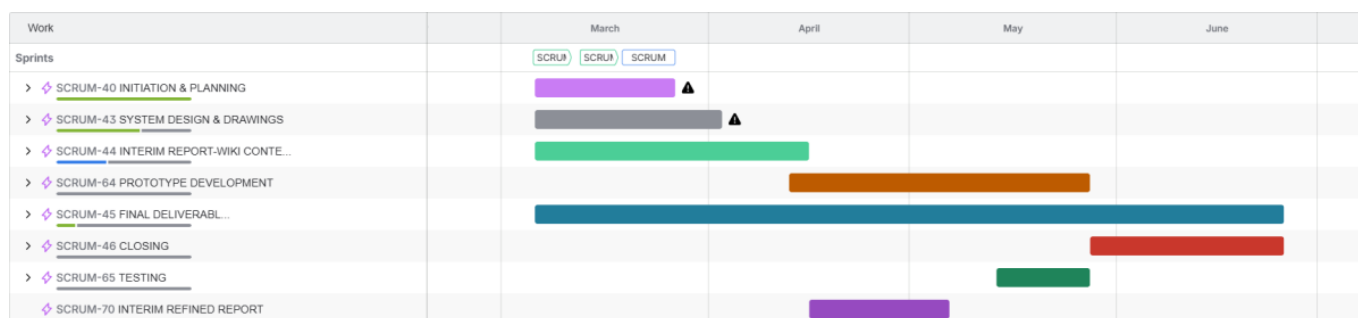 Work March April May June
Sprints SCRUM SCRUM SCRUM
SCRUM-40 INITIATION & PLANNING
SCRUM-43 SYSTEM DESIGN & DRAWINGS
SCRUM-44 INTERIM REPORT-WIKI CONTE...
SCRUM-64 PROTOTYPE DEVELOPMENT
SCRUM-45 FINAL DELIVERABL...
SCRUM-46 CLOSING
SCRUM-65 TESTING
SCRUM-70 INTERIM REFINED REPORT